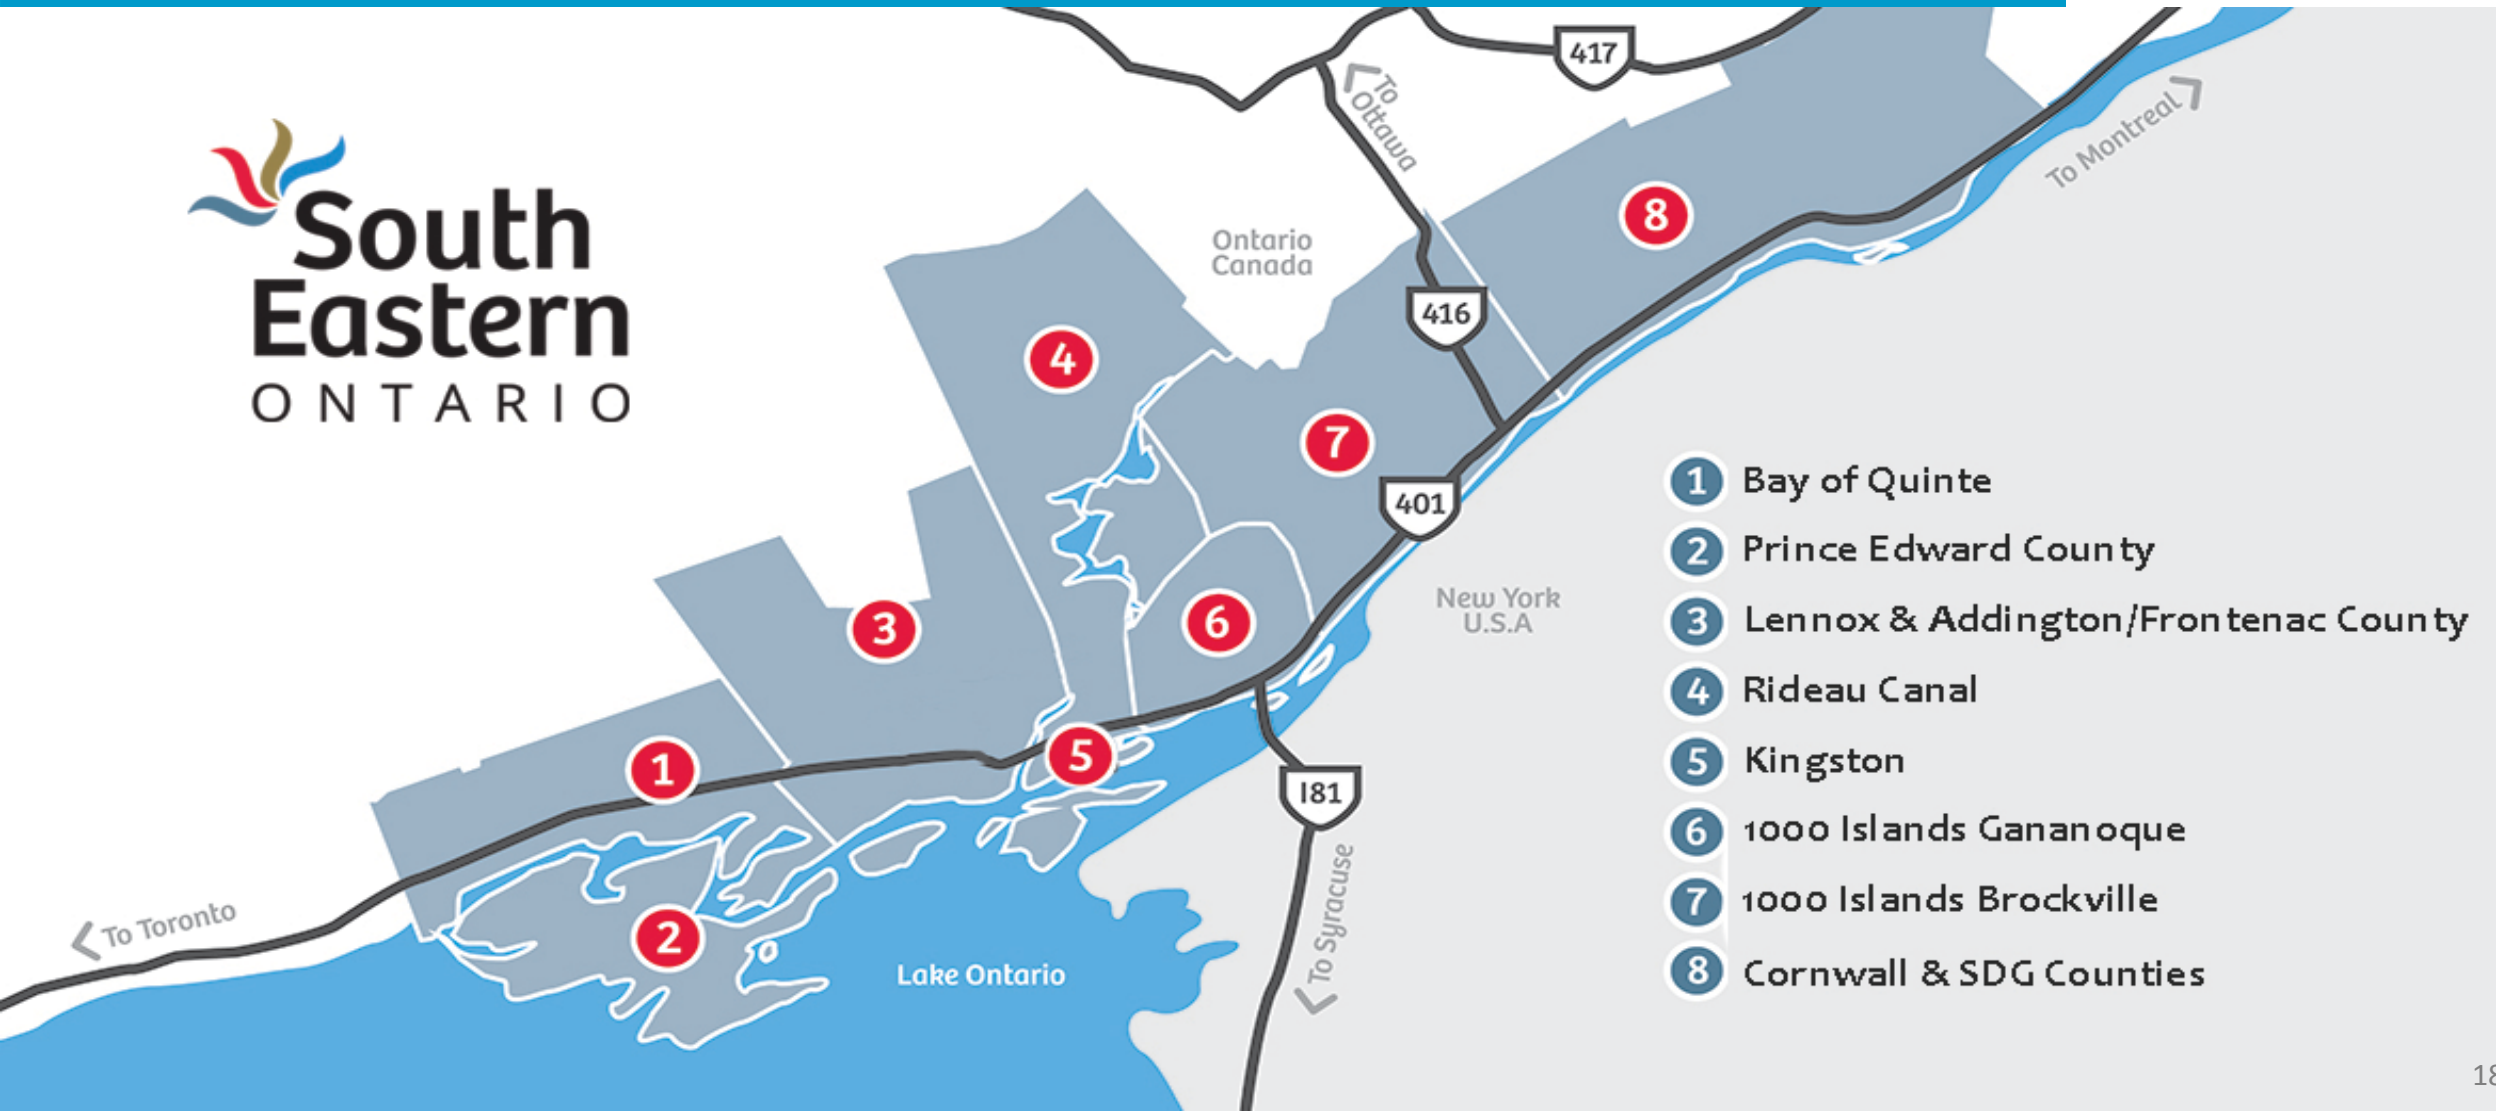 South
Eastern
ONTARIO
417
To
Ottawa
To Montreal
8
Ontario
Canada
416
4
7
401
3
6
New York
U.S.A
1
5
I81
2
To Toronto
Lake Ontario
To Syracuse
1 Bay of Quinte
2 Prince Edward County
3 Lennox & Addington/Frontenac County
4 Rideau Canal
5 Kingston
6 1000 Islands Gananoque
7 1000 Islands Brockville
8 Cornwall & SDG Counties
18